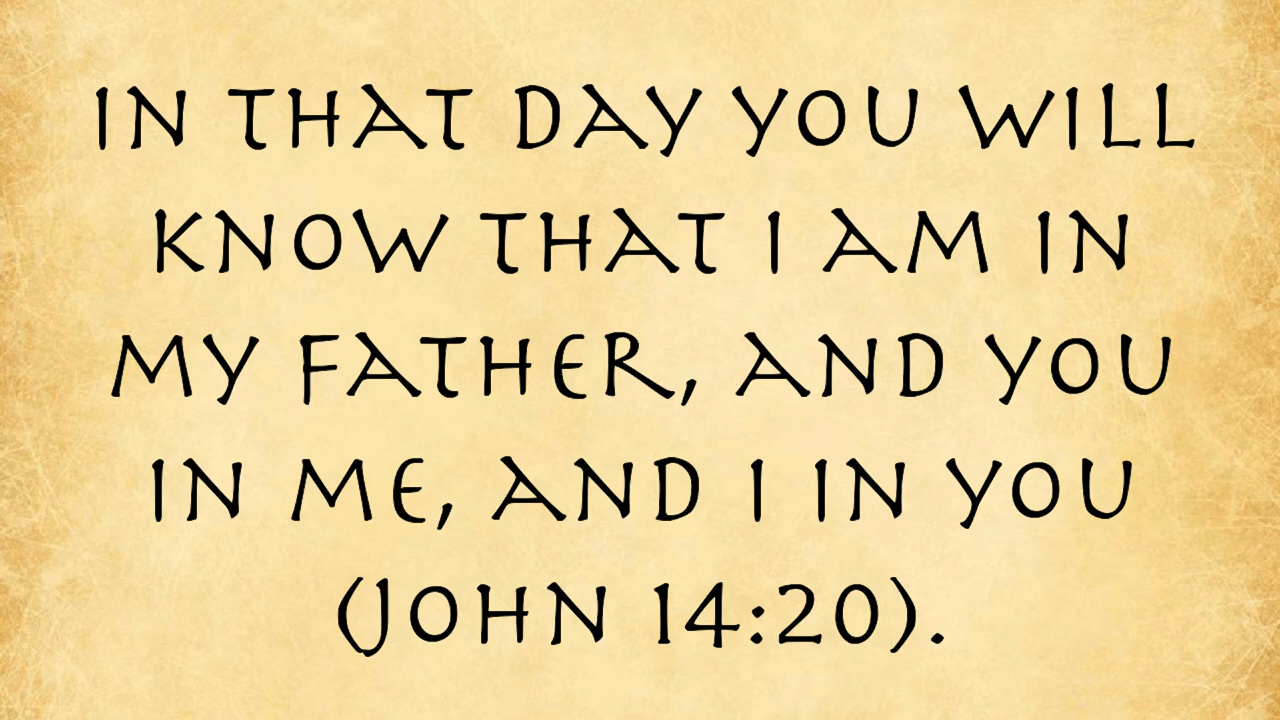 IN THAT DAY YOU WILL
KNOW THAT I AM IN
MY FATHER, AND YOU
IN ME, AND I IN YOU
(JOHN 14:20).